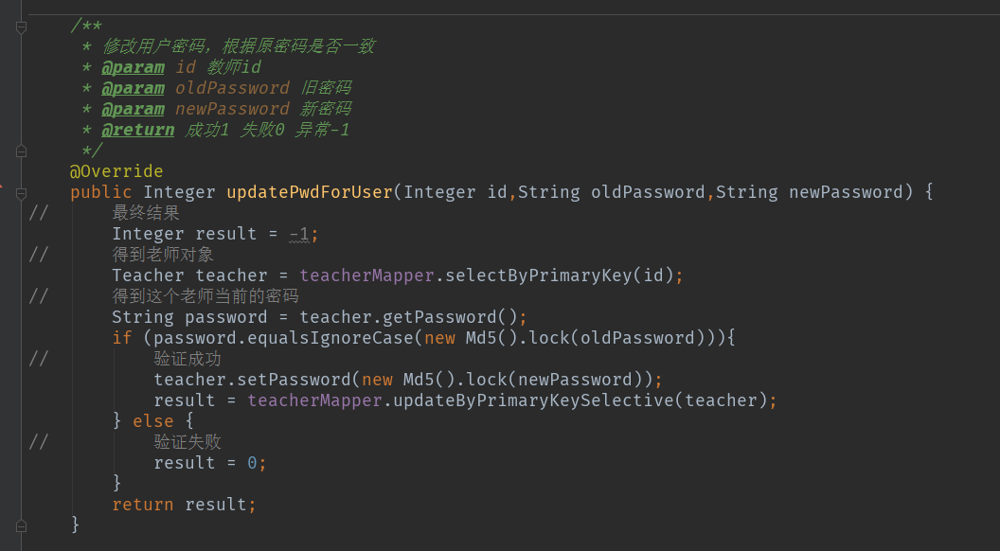 /**
 * 修改用户密码，根据原密码是否一致
 * @param id 教师id
 * @param oldPassword 旧密码
 * @param newPassword 新密码
 * @return 成功1 失败0 异常-1
 */
@Override
public Integer updatePwdForUser(Integer id,String oldPassword,String newPassword) {
//      最终结果
        Integer result = -1;
//      得到老师对象
        Teacher teacher = teacherMapper.selectByPrimaryKey(id);
//      得到这个老师当前的密码
        String password = teacher.getPassword();
        if (password.equalsIgnoreCase(new Md5().lock(oldPassword))){
//          验证成功
            teacher.setPassword(new Md5().lock(newPassword));
            result = teacherMapper.updateByPrimaryKeySelective(teacher);
        } else {
//          验证失败
            result = 0;
        }
        return result;
    }